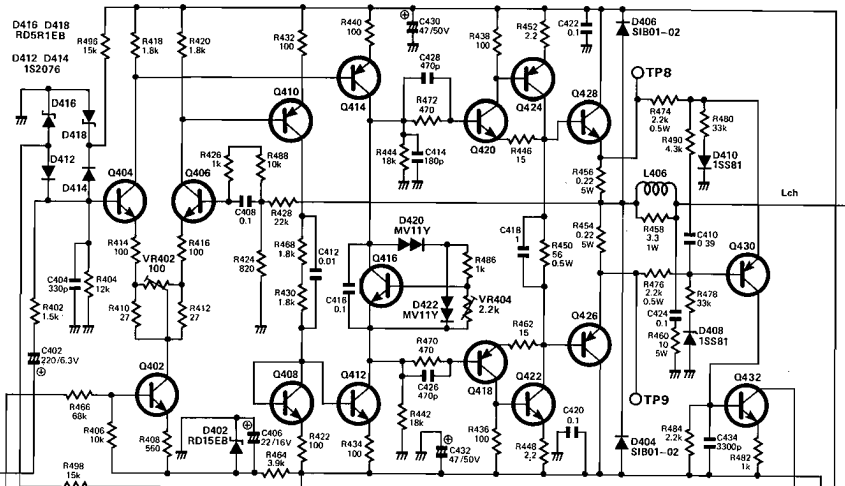 D416 D418
RD5R1EB
D412 D414
1S2076
R496
15k
R418
1.8k
R420
1.8k
R432
100
R440
100
C430
47/50V
R438
100
R452
2.2
C422
0.1
D406
SIB01-02
C428
470p
Q414
Q424
TP8
D416
D418
Q410
R472
470
Q428
R474
2.2k
0.5W
R480
33k
Q420
R446
15
R490
4.3k
D412
D414
Q404
Q406
R426
1k
R488
10k
R444
18k
C414
180p
R456
0.22
5W
D410
1SS81
L406
C408
0.1
R428
22k
Lch
D420
MV11Y
R414
100
R416
100
R424
820
R468
1.8k
C412
0.01
Q416
R486
1k
C418
1
R450
56
0.5W
R454
0.22
5W
R458
3.3
1W
C410
0.39
Q430
VR402
100
C404
330p
R404
12k
R402
1.5k
R410
27
R412
27
R430
1.8k
C416
0.1
D422
MV11Y
VR404
2.2k
R476
2.2k
0.5W
R478
33k
C424
0.1
R462
15
Q426
R460
10
5W
D408
1SS81
C402
220/6.3V
R470
470
Q402
Q408
Q412
C426
470p
Q418
Q422
TP9
Q432
R466
68k
R406
10k
R408
560
D402
RD15EB
C406
22/16V
R422
100
R434
100
R442
18k
C432
47/50V
R436
100
R448
2.2
C420
0.1
D404
SIB01-02
R484
2.2k
C434
3300p
R482
1k
R464
3.9k
R498
15k